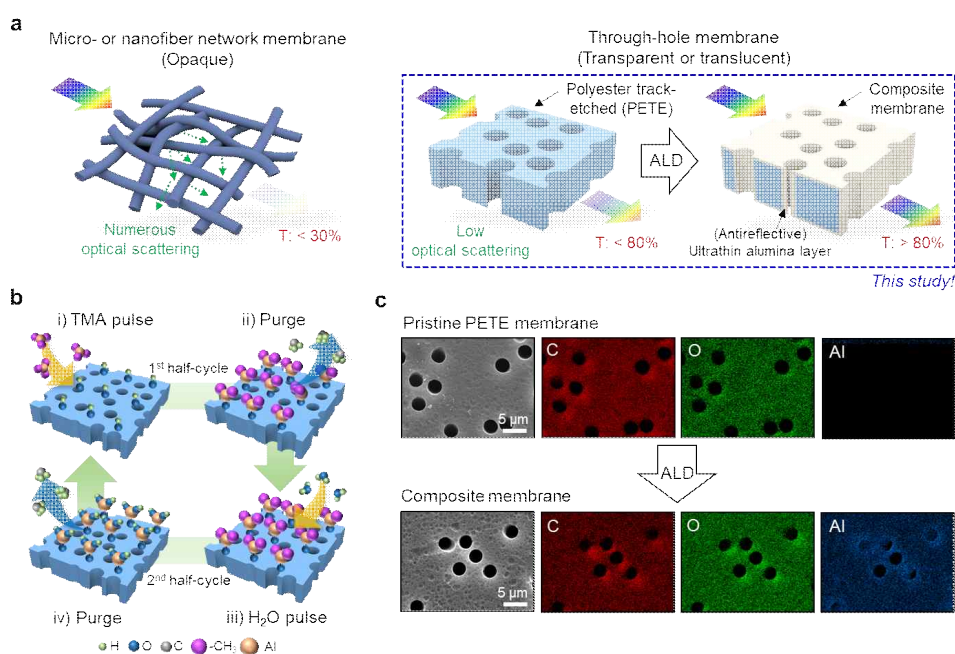 a
Micro- or nanofiber network membrane
(Opaque)
Numerous
optical scattering
T: < 30%
Through-hole membrane
(Transparent or translucent)
Polyester track-
etched (PETE)
Composite
membrane
ALD
Low
optical scattering
T: < 80%
(Antireflective)
Ultrathin alumina layer
T: > 80%
This study!
b
i) TMA pulse
ii) Purge
1st half-cycle
2nd half-cycle
iv) Purge
iii) H₂O pulse
H O C -CH₃ Al
c
Pristine PETE membrane
5 µm
C
O
Al
ALD
Composite membrane
5 µm
C
O
Al